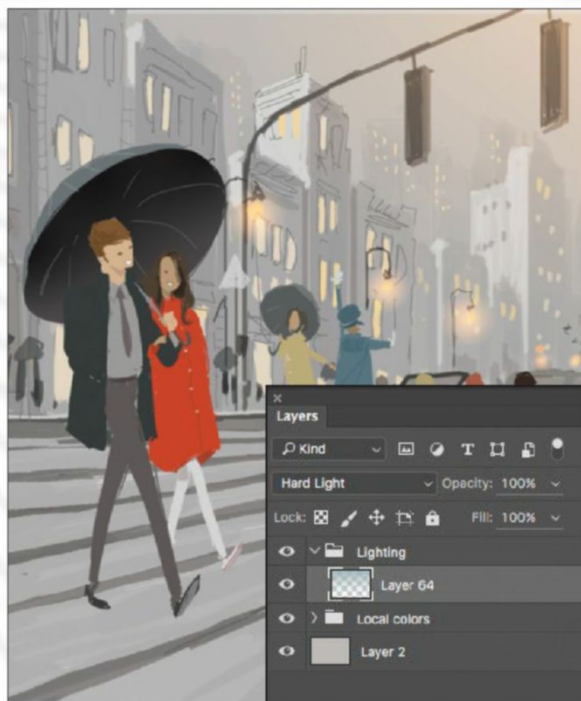 Layers
Kind
Hard Light Opacity: 100%
Lock: Fill: 100%
Lighting
Layer 64
Local colors
Layer 2